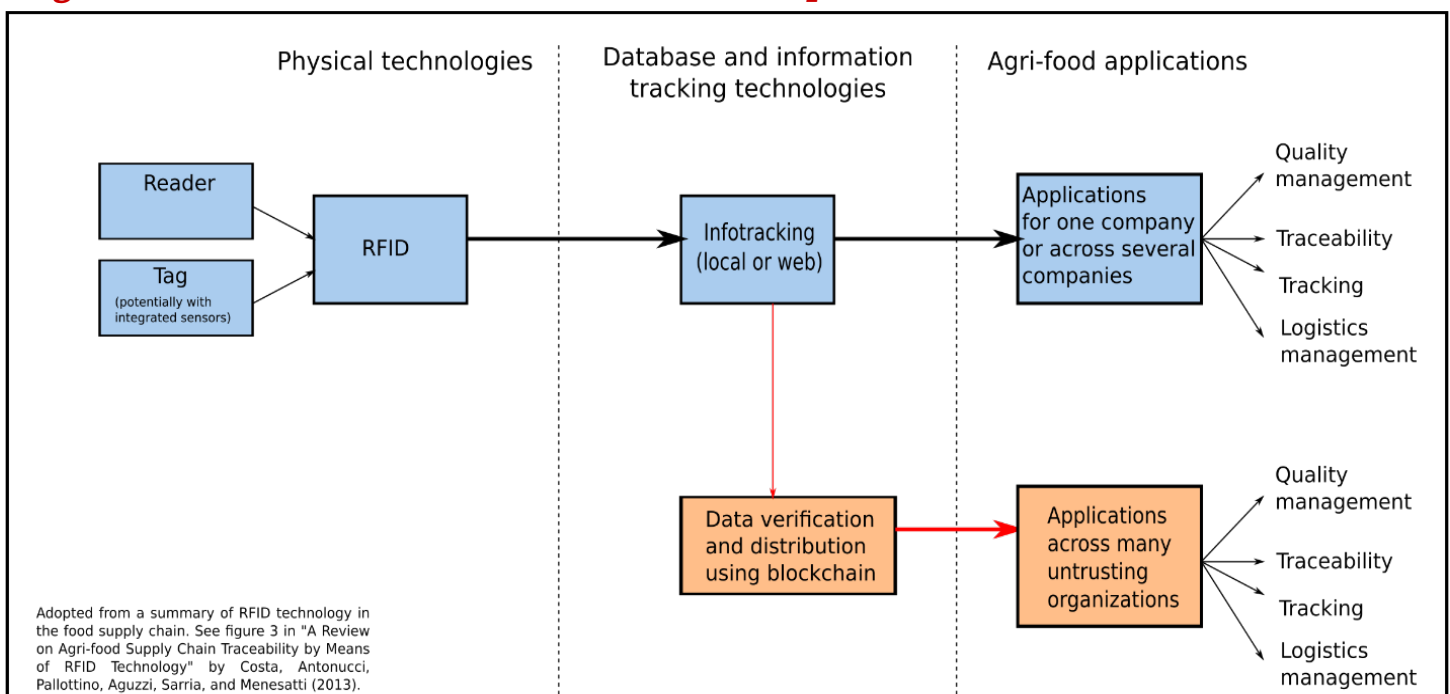 Physical technologies
Database and information
tracking technologies
Agri-food applications
Reader
Tag
(potentially with
integrated sensors)
RFID
Infotracking
(local or web)
Applications
for one company
or across several
companies
Quality
management
Traceability
Tracking
Logistics
management
Data verification
and distribution
using blockchain
Applications
across many
untrusting
organizations
Quality
management
Traceability
Tracking
Logistics
management
Adopted from a summary of RFID technology in
the food supply chain. See figure 3 in "A Review
on Agri-food Supply Chain Traceability by Means
of RFID Technology" by Costa, Antonucci,
Pallottino, Aguzzi, Sarria, and Menesatti (2013).